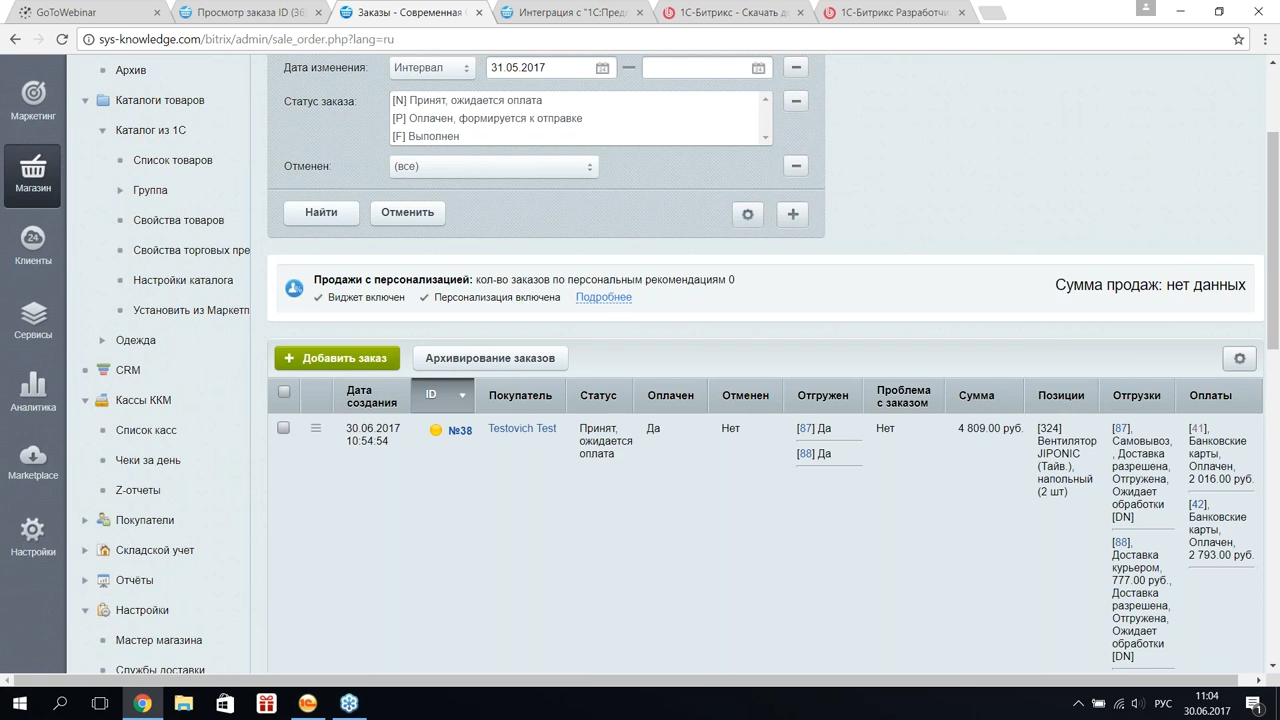 GoToWebinar
Просмотр заказа ID (36
Заказы - Современная
Интеграция с "1С:Пред
1С-Битрикс - Скачать д
1С-Битрикс Разработчи
sys-knowledge.com/bitrix/admin/sale_order.php?lang=ru
Маркетинг
Магазин
24
Клиенты
Сервисы
Аналитика
Marketplace
Настройки
Архив
Каталоги товаров
Каталог из 1С
Список товаров
Группа
Свойства товаров
Свойства торговых пре
Настройки каталога
Установить из Маркетп
Одежда
CRM
Кассы ККМ
Список касс
Чеки за день
Z-отчеты
Покупатели
Складской учет
Отчёты
Настройки
Мастер магазина
Службы доставки
Дата изменения: Интервал 31.05.2017
Статус заказа:
[N] Принят, ожидается оплата
[P] Оплачен, формируется к отправке
[F] Выполнен
Отменен: (все)
Найти Отменить
Продажи с персонализацией: кол-во заказов по персональным рекомендациям 0
Виджет включен Персонализация включена Подробнее
Сумма продаж: нет данных
Добавить заказ Архивирование заказов
Дата создания
ID
Покупатель
Статус
Оплачен
Отменен
Отгружен
Проблема с заказом
Сумма
Позиции
Отгрузки
Оплаты
30.06.2017
10:54:54
№38
Testovich Test
Принят,
ожидается
оплата
Да
Нет
[87] Да
[88] Да
Нет
4 809.00 руб.
[324]
Вентилятор
JIPONIC
(Тайв.),
напольный
(2 шт)
[87],
Самовывоз,
, Доставка
разрешена,
Отгружена,
Ожидает
обработки
[DN]
[88],
Доставка
курьером,
777.00 руб.,
Доставка
разрешена,
Отгружена,
Ожидает
обработки
[DN]
[41],
Банковские
карты,
Оплачен,
2 016.00 руб.
[42],
Банковские
карты,
Оплачен,
2 793.00 руб.
РУС
11:04
30.06.2017
1